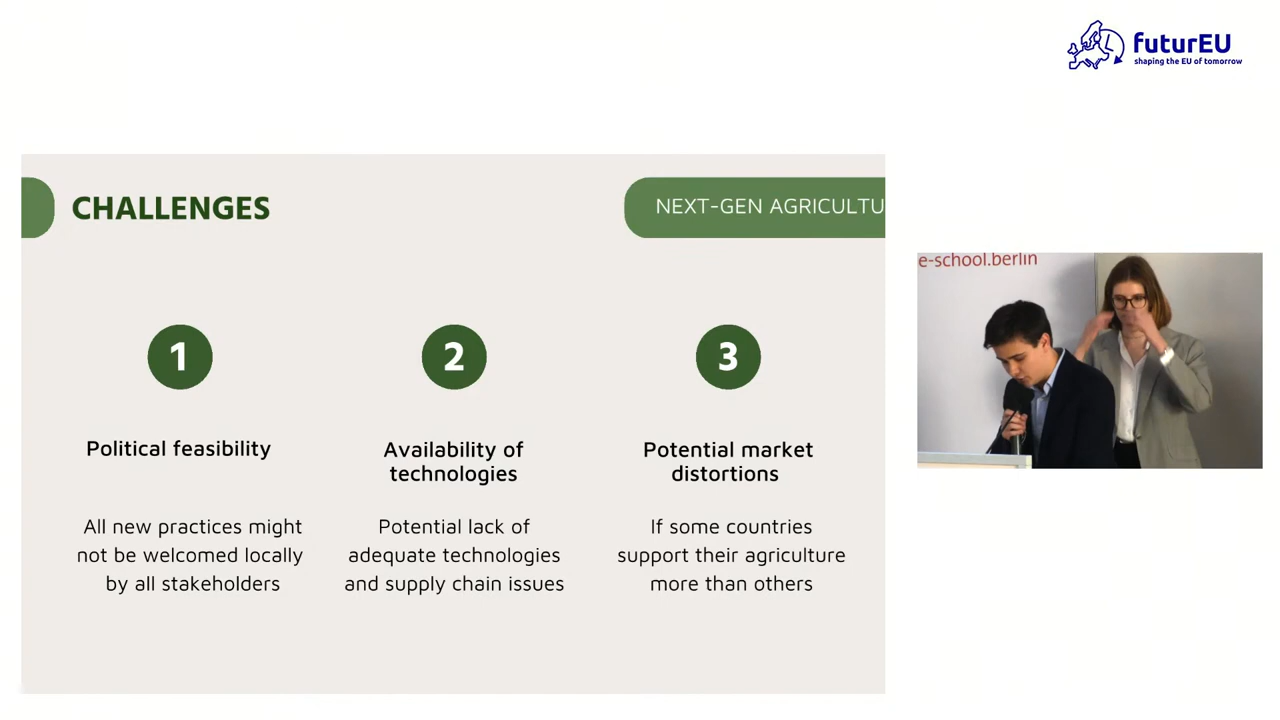 futurEU
shaping the EU of tomorrow
CHALLENGES
NEXT-GEN AGRICULTU
1
2
3
Political feasibility
Availability of
technologies
Potential market
distortions
All new practices might
not be welcomed locally
by all stakeholders
Potential lack of
adequate technologies
and supply chain issues
If some countries
support their agriculture
more than others
e-school.berlin